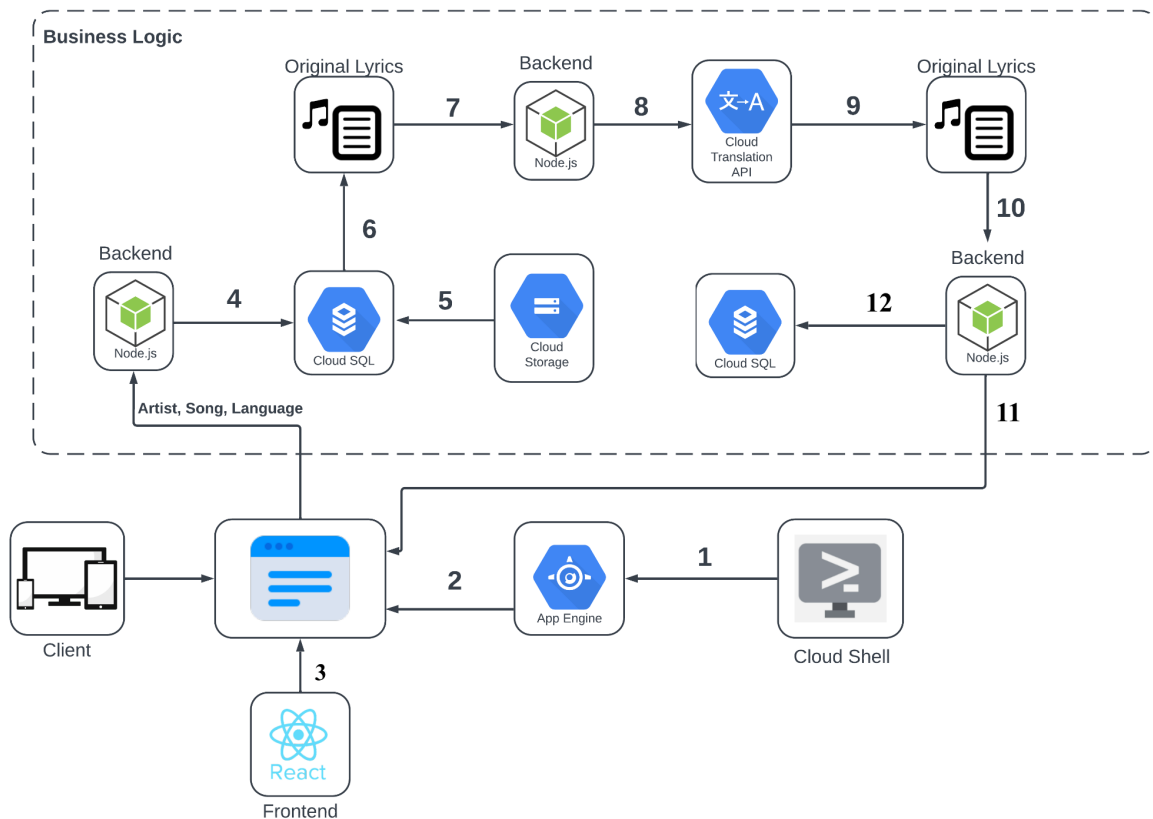 Business Logic
Original Lyrics
7
Backend
Node.js
8
文→A
Cloud
Translation
API
9
Original Lyrics
10
Backend
Node.js
4
Cloud SQL
6
5
Cloud
Storage
Cloud SQL
12
Backend
Node.js
11
Artist, Song, Language
Client
2
App Engine
1
Cloud Shell
3
React
Frontend